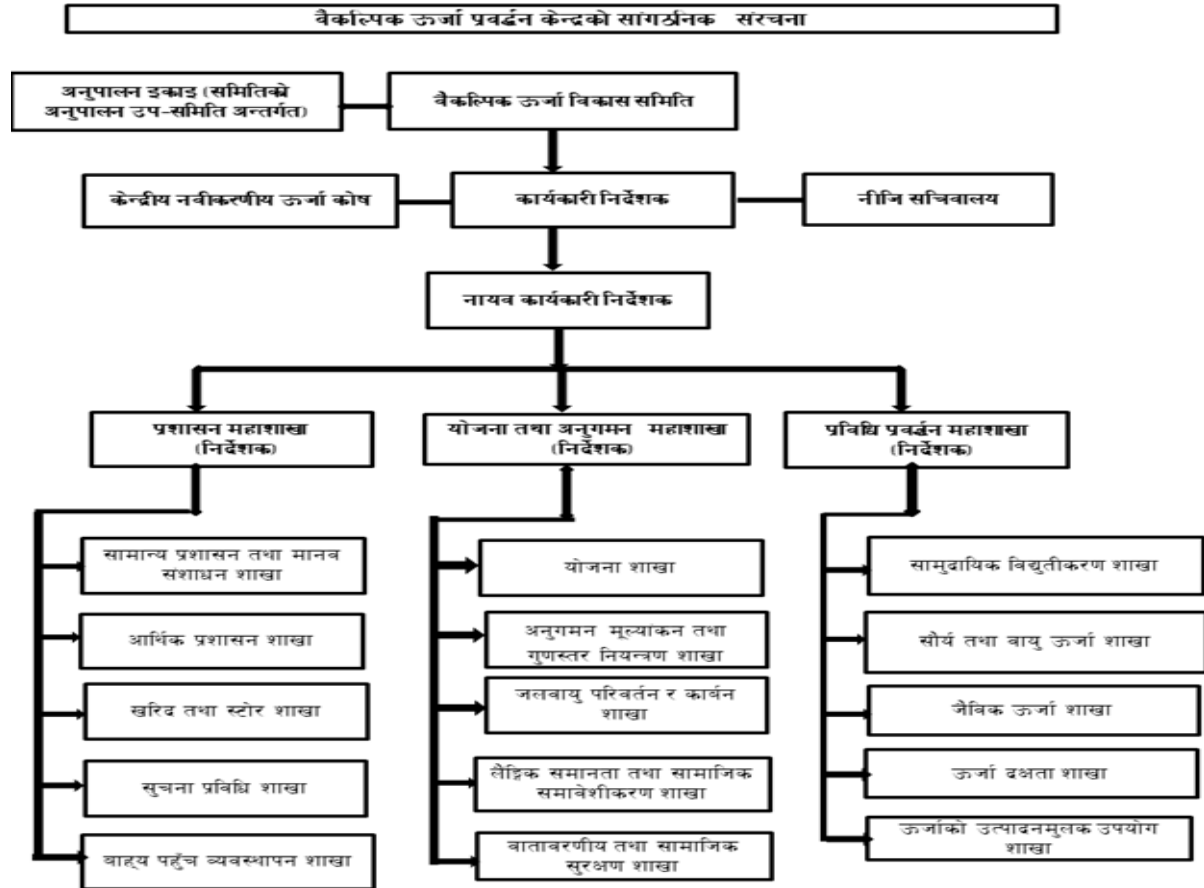 वैकल्पिक ऊर्जा प्रवर्द्धन केन्द्रको सांगठनिक संरचना
अनुपालन इकाइ (समितिको
अनुपालन उप-समिति अन्तर्गत)
वैकल्पिक ऊर्जा विकास समिति
केन्द्रीय नवीकरणीय ऊर्जा कोष
कार्यकारी निर्देशक
नीजि सचिवालय
नायव कार्यकारी निर्देशक
प्रशासन महाशाखा
(निर्देशक)
योजना तथा अनुगमन महाशाखा
(निर्देशक)
प्रविधि प्रवर्द्धन महाशाखा
(निर्देशक)
सामान्य प्रशासन तथा मानव
संशाधन शाखा
आर्थिक प्रशासन शाखा
खरिद तथा स्टोर शाखा
सुचना प्रविधि शाखा
बाह्य पहुँच व्यवस्थापन शाखा
योजना शाखा
अनुगमन मूल्यांकन तथा
गुणस्तर नियन्त्रण शाखा
जलवायु परिवर्तन र कार्बन
शाखा
लैङ्गिक समानता तथा सामाजिक
समावेशीकरण शाखा
वातावरणीय तथा सामाजिक
सुरक्षण शाखा
सामुदायिक विद्युतीकरण शाखा
सौर्य तथा वायु ऊर्जा शाखा
जैविक ऊर्जा शाखा
ऊर्जा दक्षता शाखा
ऊर्जाको उत्पादनमुलक उपयोग
शाखा